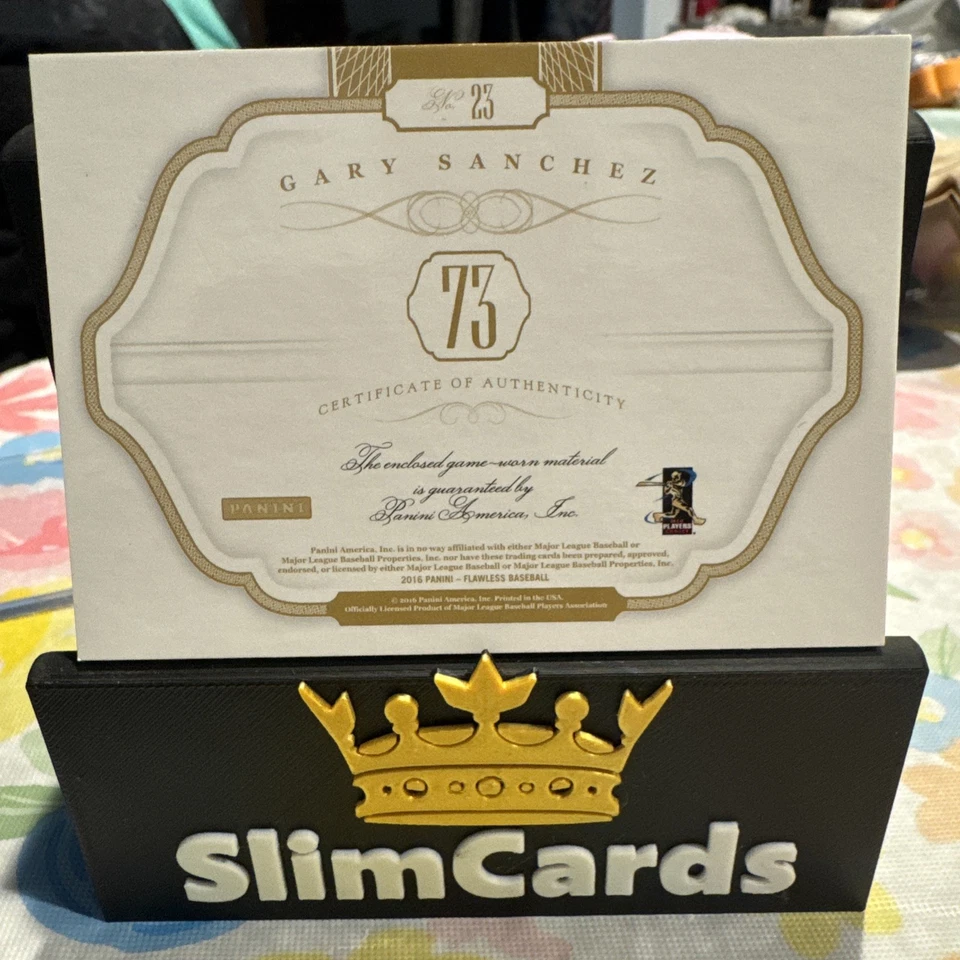 No. 23
GARY SANCHEZ
73
CERTIFICATE OF AUTHENTICITY
The enclosed game-worn material
is guaranteed by
Panini America, Inc.
PANINI
PLAYERS
Panini America, Inc. is in no way affiliated with either Major League Baseball or
Major League Baseball Properties, Inc. nor have these trading cards been prepared, approved,
endorsed, or licensed by either Major League Baseball or Major League Baseball Properties, Inc.
2016 PANINI – FLAWLESS BASEBALL
© 2016 Panini America, Inc. Printed in the USA.
Officially Licensed Product of Major League Baseball Players Association
SlimCards